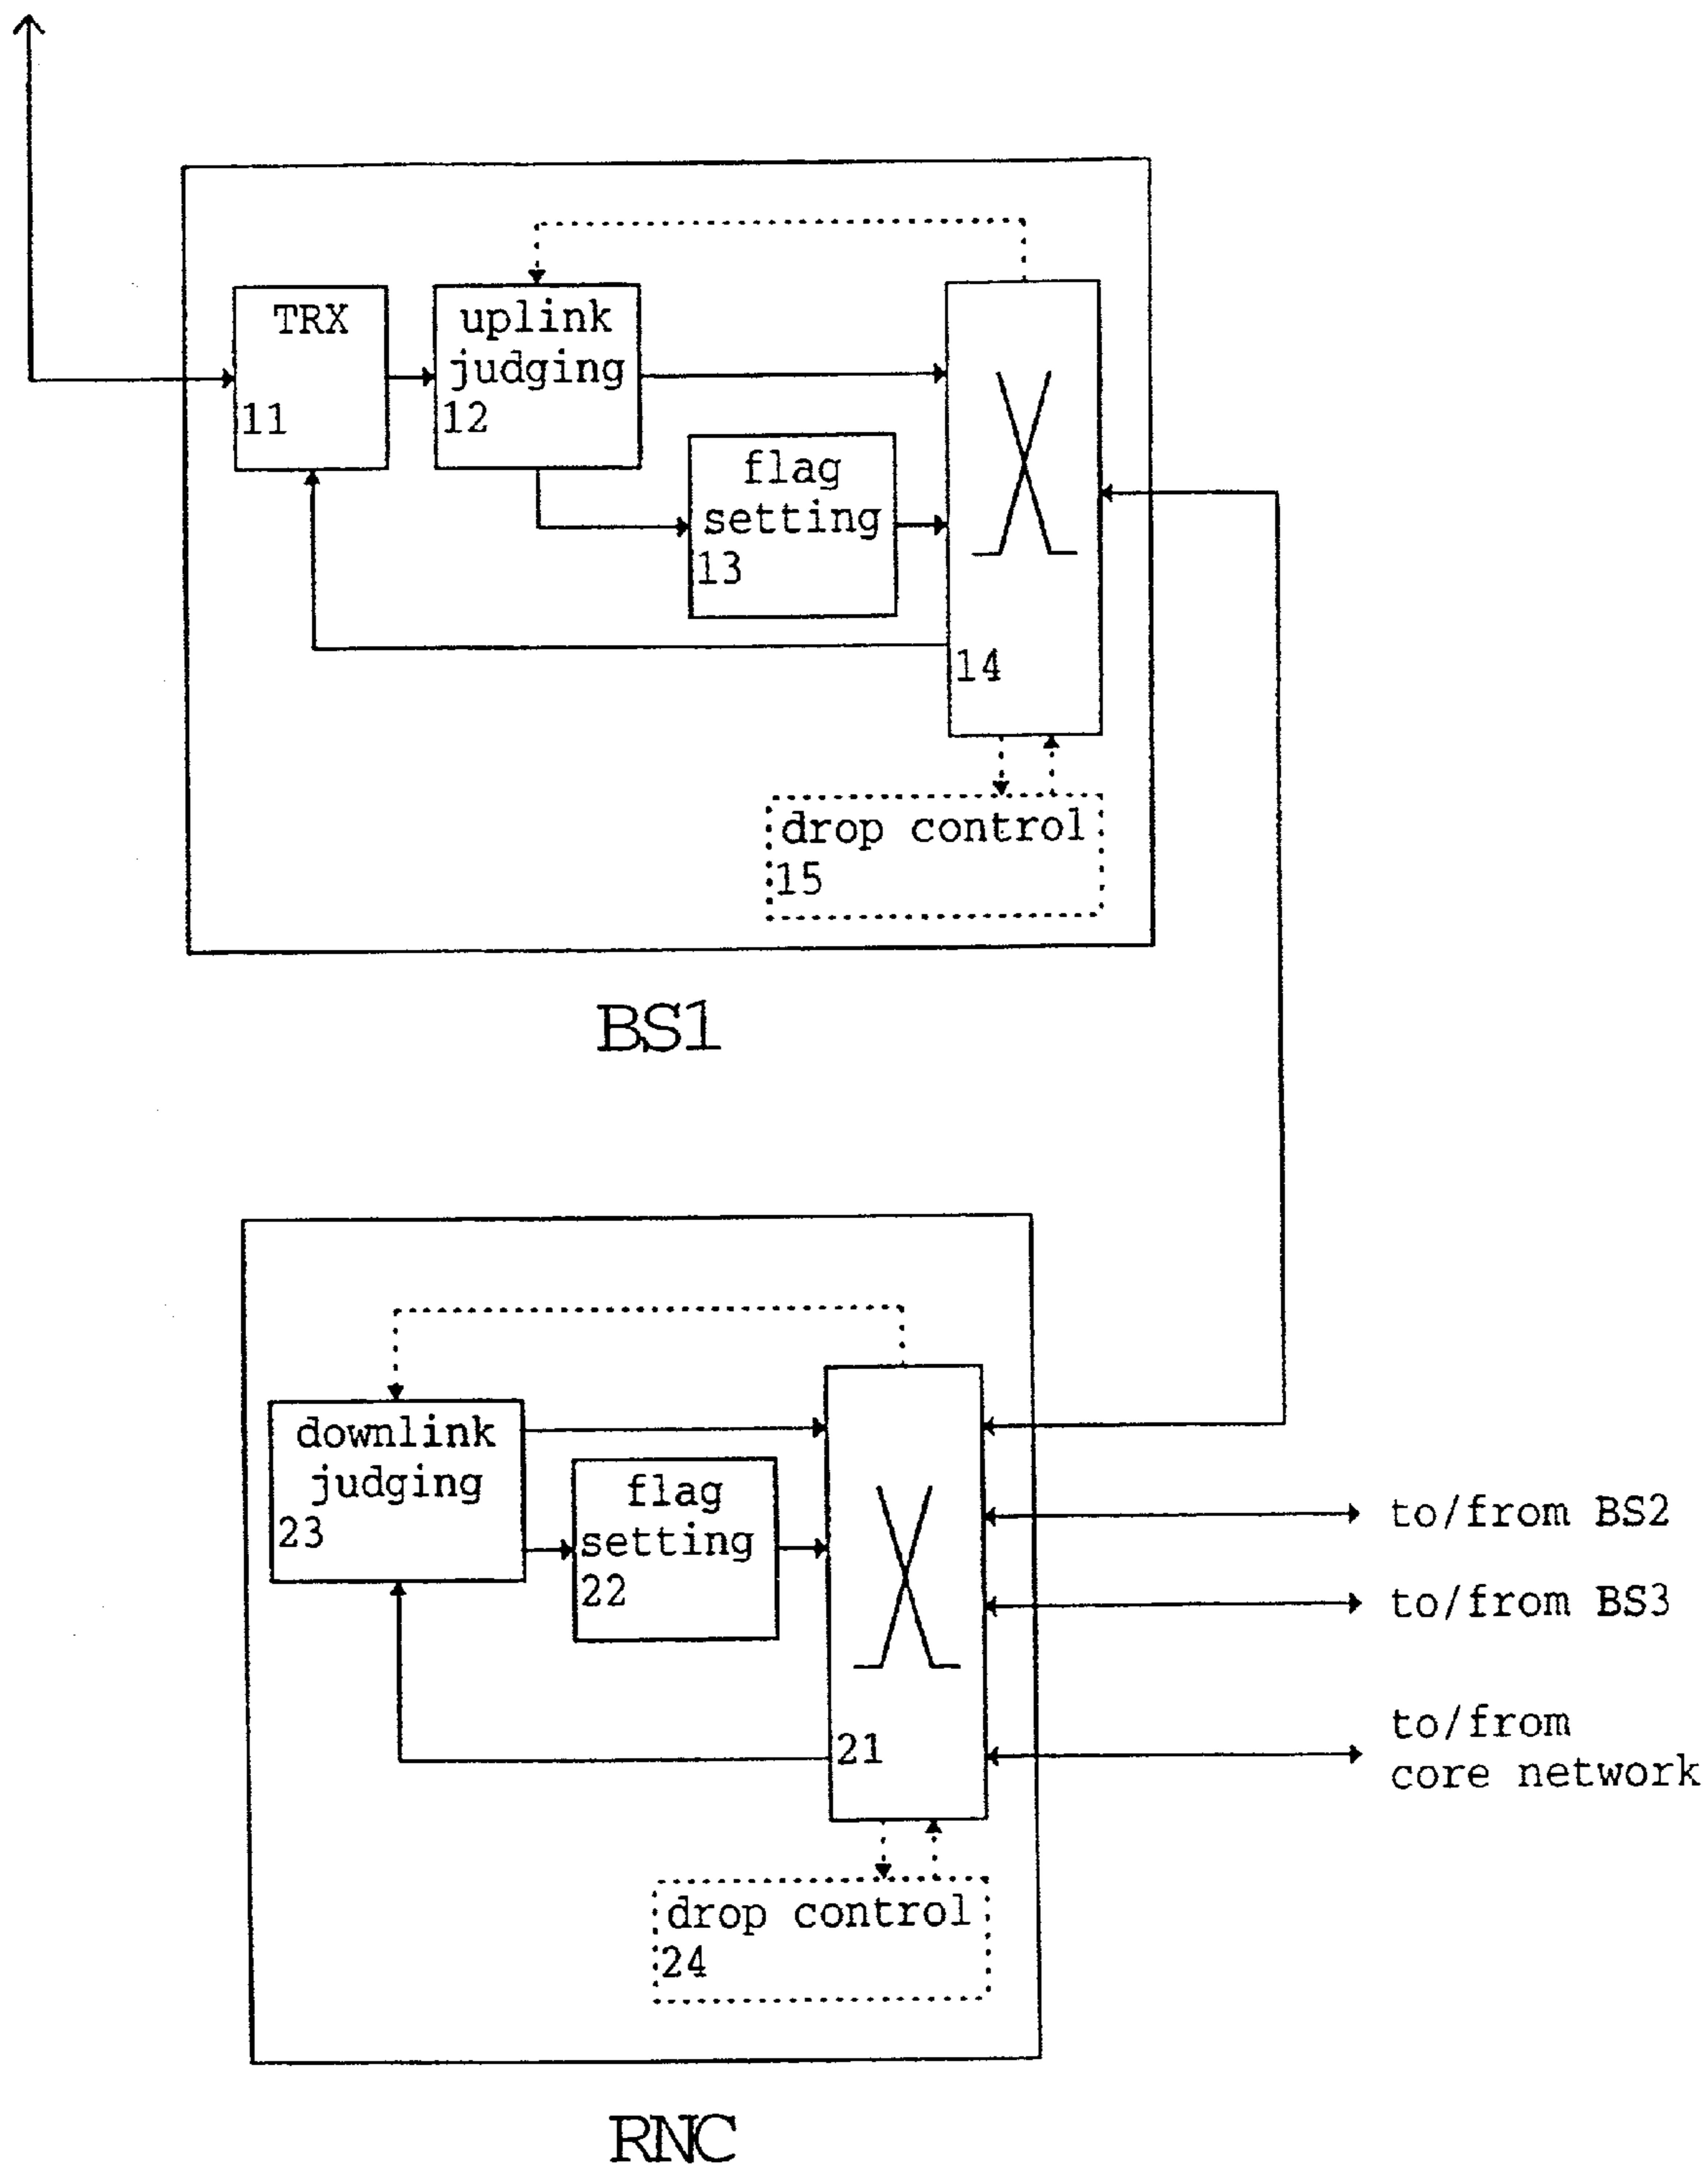 TRX
11
uplink
judging
12
flag
setting
13
14
drop control
15
BS1
downlink
judging
23
flag
setting
22
21
to/from BS2
to/from BS3
to/from
core network
drop control
24
RNC